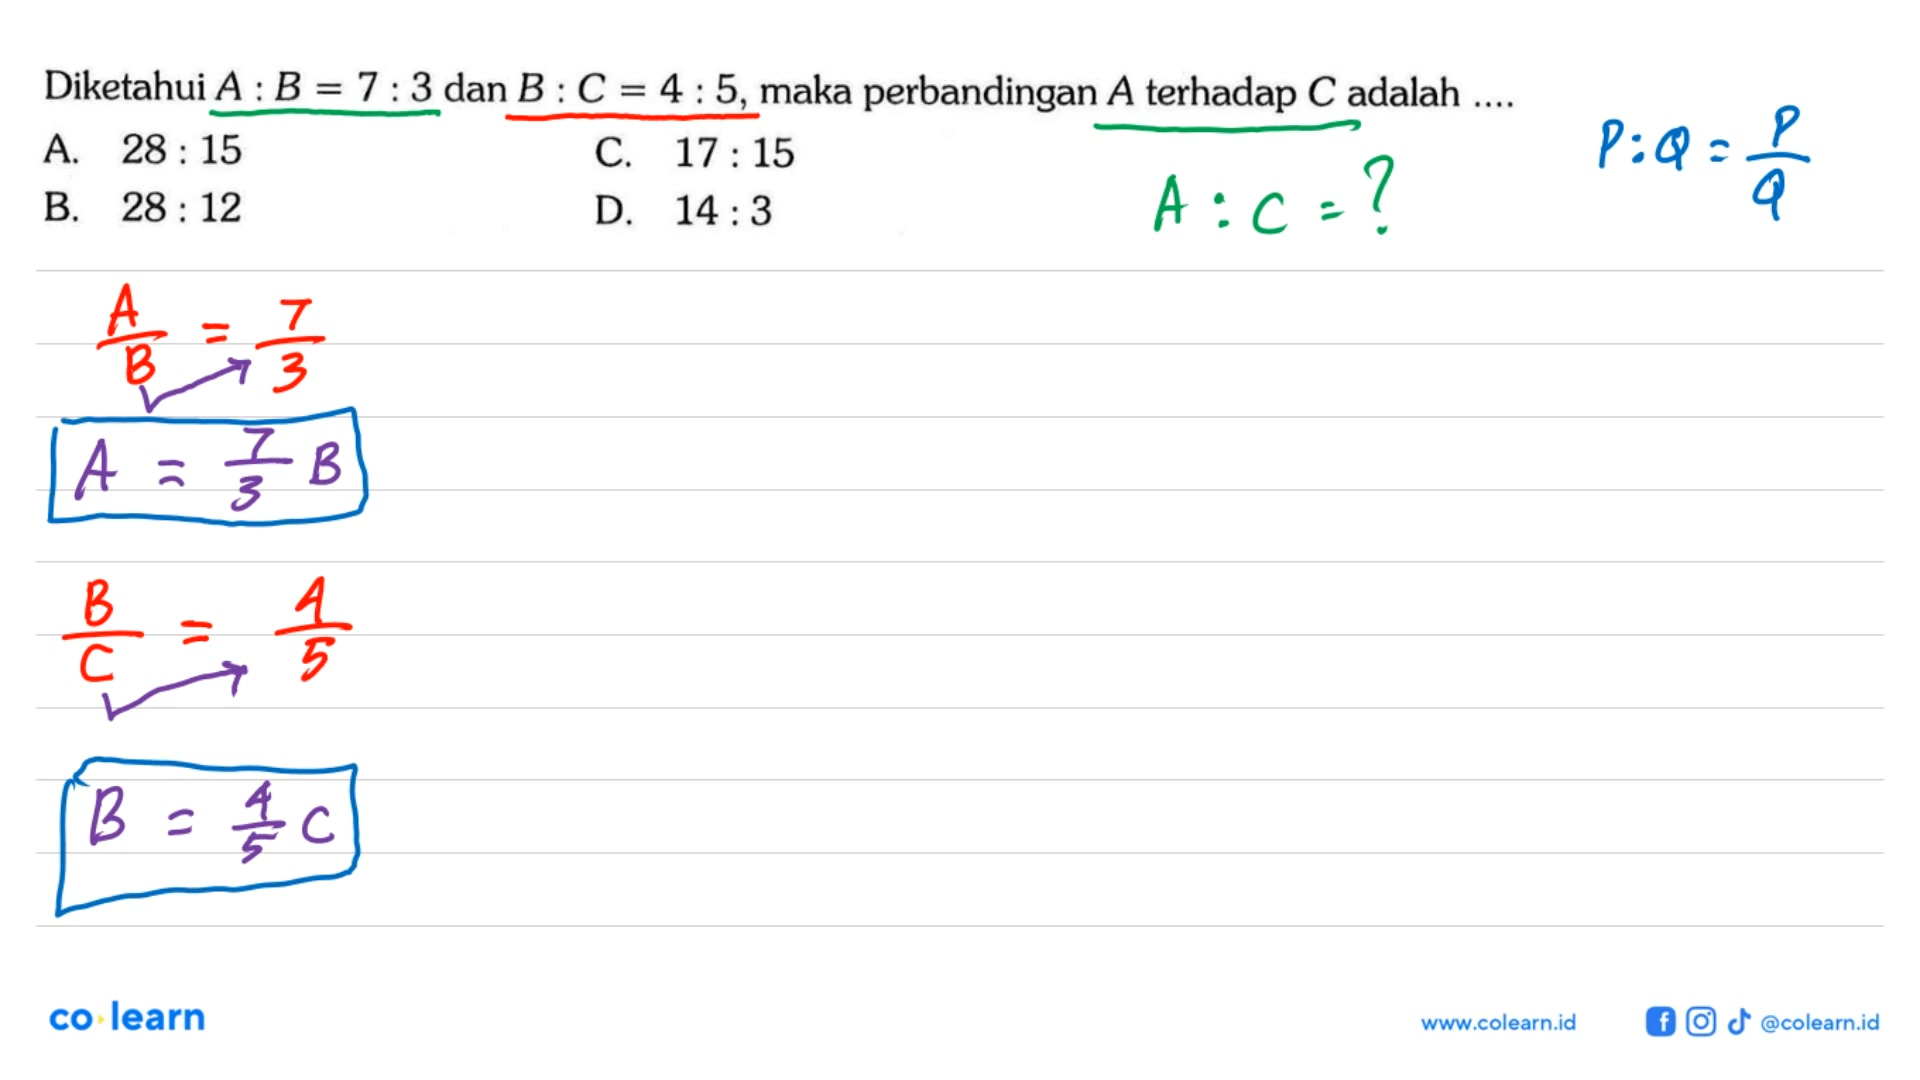 Diketahui A : B = 7 : 3 dan B : C = 4 : 5, maka perbandingan A terhadap C adalah ....
A. 28 : 15
C. 17 : 15
B. 28 : 12
D. 14 : 3
A : C = ?
P : Q = P/Q
A/B = 7/3
A = 7/3 B
B/C = 4/5
B = 4/5 C
co learn
www.colearn.id
@colearn.id